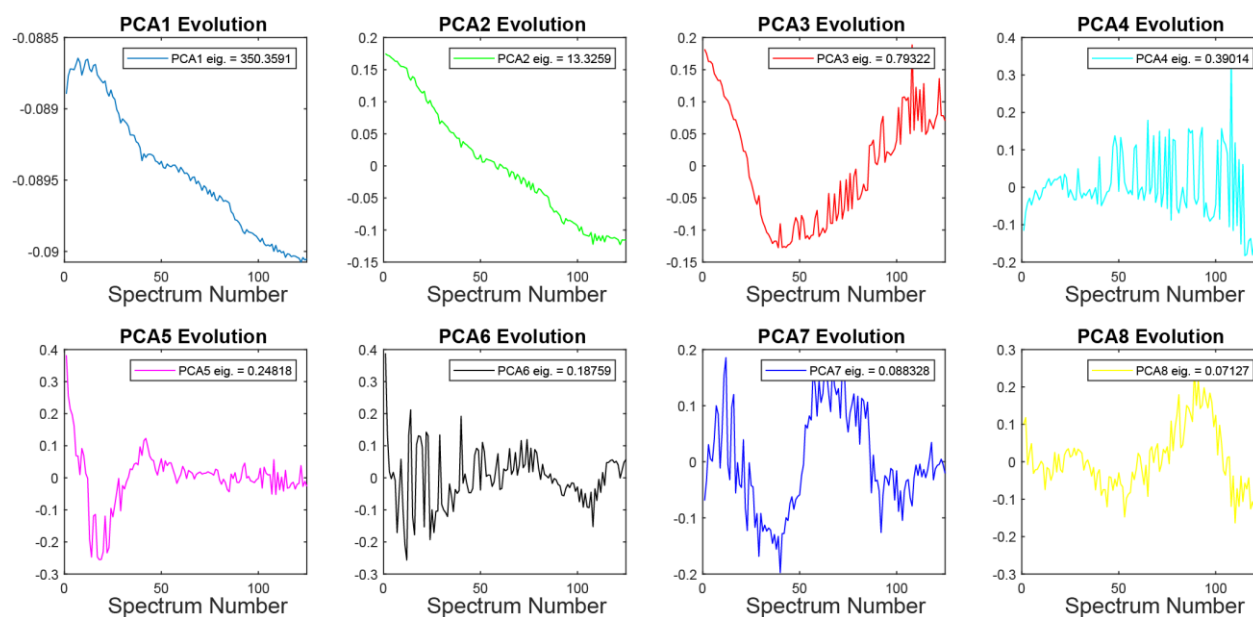 PCA1 Evolution
-0.0885
-0.089
-0.0895
-0.09
PCA1 eig. = 350.3591
0 50 100
Spectrum Number
PCA2 Evolution
0.2
0.15
0.1
0.05
0
-0.05
-0.1
-0.15
PCA2 eig. = 13.3259
0 50 100
Spectrum Number
PCA3 Evolution
0.2
0.15
0.1
0.05
0
-0.05
-0.1
-0.15
PCA3 eig. = 0.79322
0 50 100
Spectrum Number
PCA4 Evolution
0.4
0.3
0.2
0.1
0
-0.1
-0.2
PCA4 eig. = 0.39014
0 50 100
Spectrum Number
PCA5 Evolution
0.4
0.3
0.2
0.1
0
-0.1
-0.2
-0.3
PCA5 eig. = 0.24818
0 50 100
Spectrum Number
PCA6 Evolution
0.4
0.3
0.2
0.1
0
-0.1
-0.2
-0.3
PCA6 eig. = 0.18759
0 50 100
Spectrum Number
PCA7 Evolution
0.2
0.1
0
-0.1
-0.2
PCA7 eig. = 0.088328
0 50 100
Spectrum Number
PCA8 Evolution
0.3
0.2
0.1
0
-0.1
-0.2
-0.3
PCA8 eig. = 0.07127
0 50 100
Spectrum Number